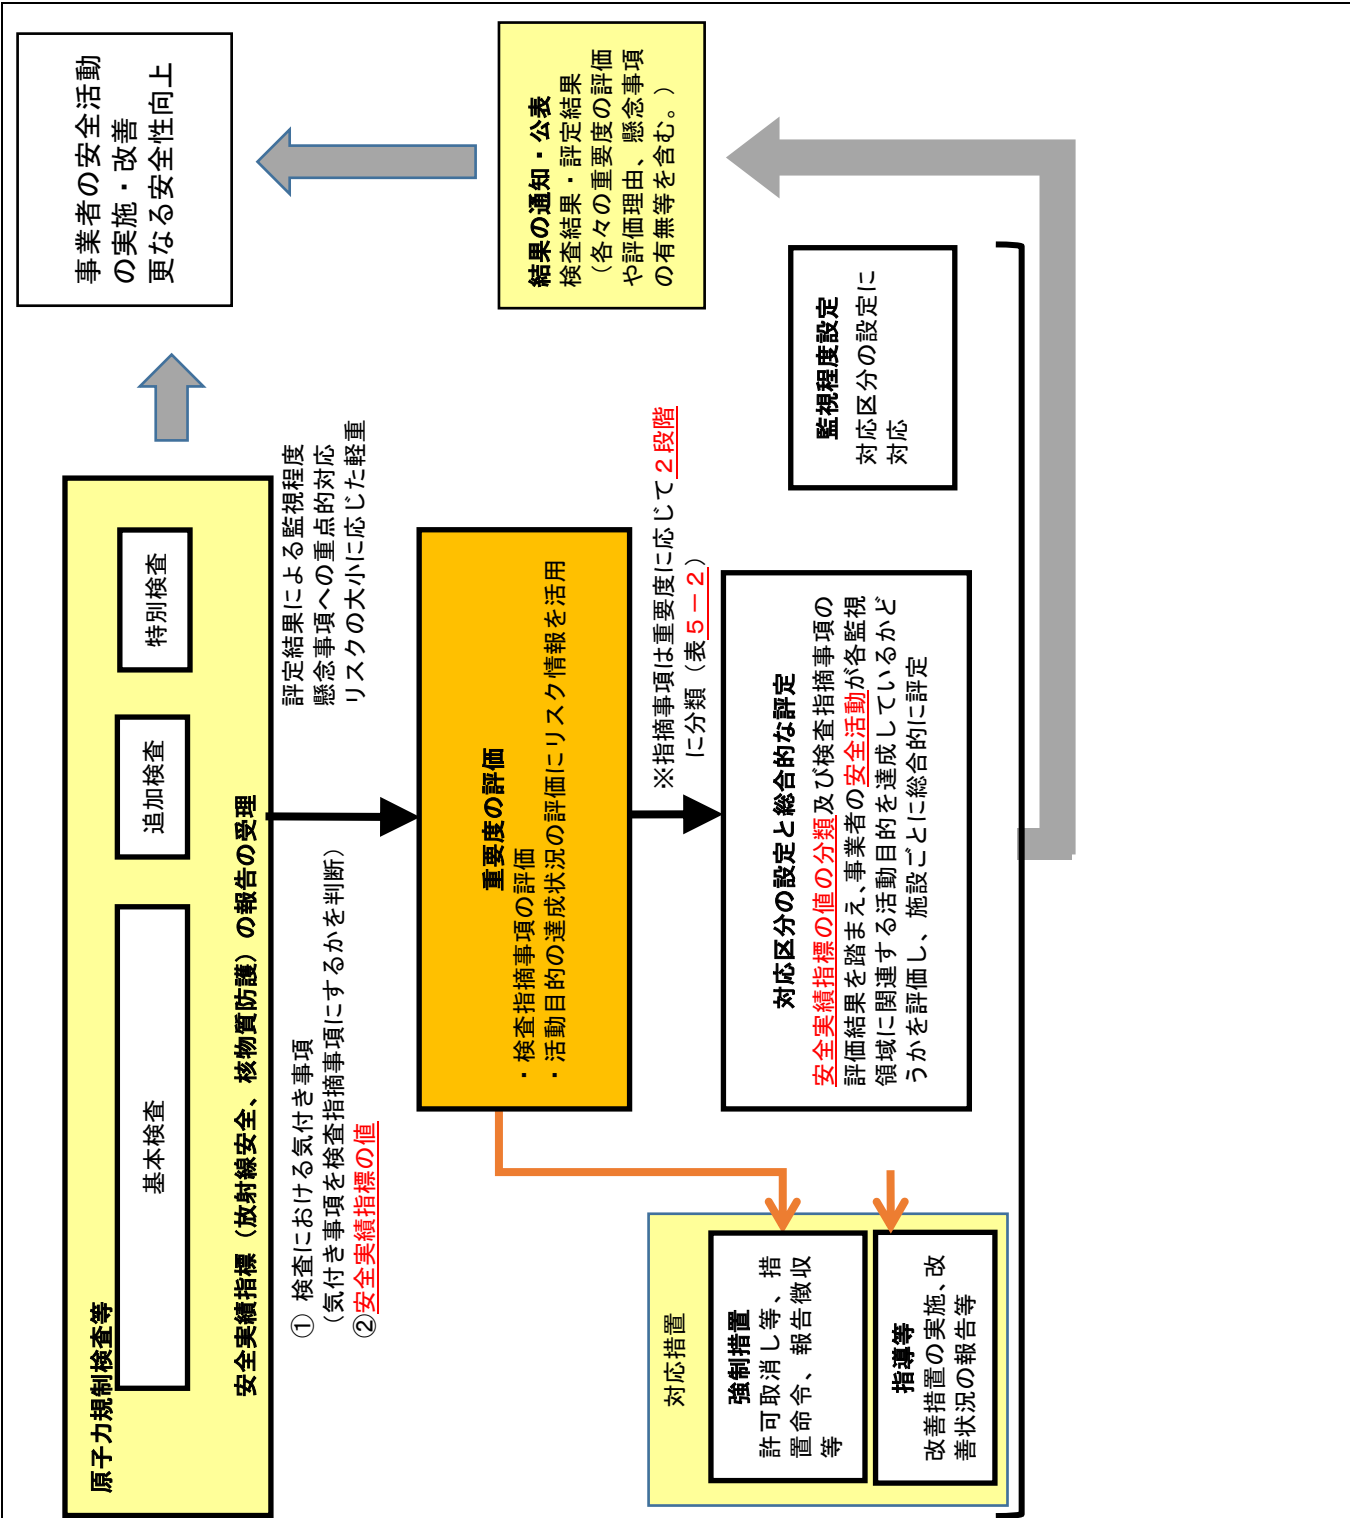 原子力規制検査等
基本検査
追加検査
特別検査
安全実績指標（放射線安全、核物質防護）の報告の受理
事業者の安全活動
の実施・改善
更なる安全性向上
① 検査における気付き事項
（気付き事項を検査指摘事項にするかを判断）
②安全実績指標の値
評定結果による監視程度
懸念事項への重点的対応
リスクの大小に応じた軽重
重要度の評価
・検査指摘事項の評価
・活動目的の達成状況の評価にリスク情報を活用
結果の通知・公表
検査結果・評定結果
（各々の重要度の評価
や評価理由、懸念事項
の有無等を含む。）
※指摘事項は重要度に応じて２段階
に分類（表５－２）
対応措置
強制措置
許可取消し等、措
置命令、報告徴収
等
指導等
改善措置の実施、改
善状況の報告等
対応区分の設定と総合的な評定
安全実績指標の値の分類及び検査指摘事項の
評価結果を踏まえ、事業者の安全活動が各監視
領域に関連する活動目的を達成しているかど
うかを評価し、施設ごとに総合的に評定
監視程度設定
対応区分の設定に
対応